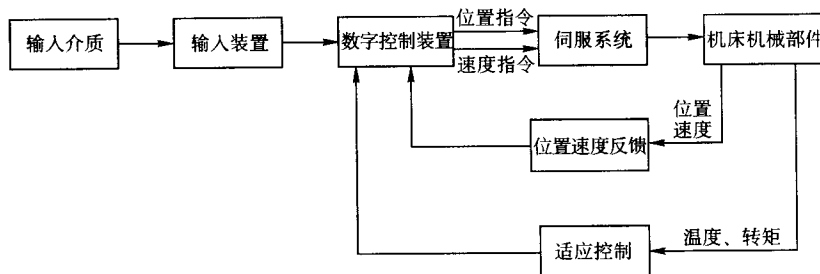 位置指令
输入介质
输入装置
数字控制装置
伺服系统
机床机械部件
速度指令
位置
速度
位置速度反馈
适应控制
温度、转矩